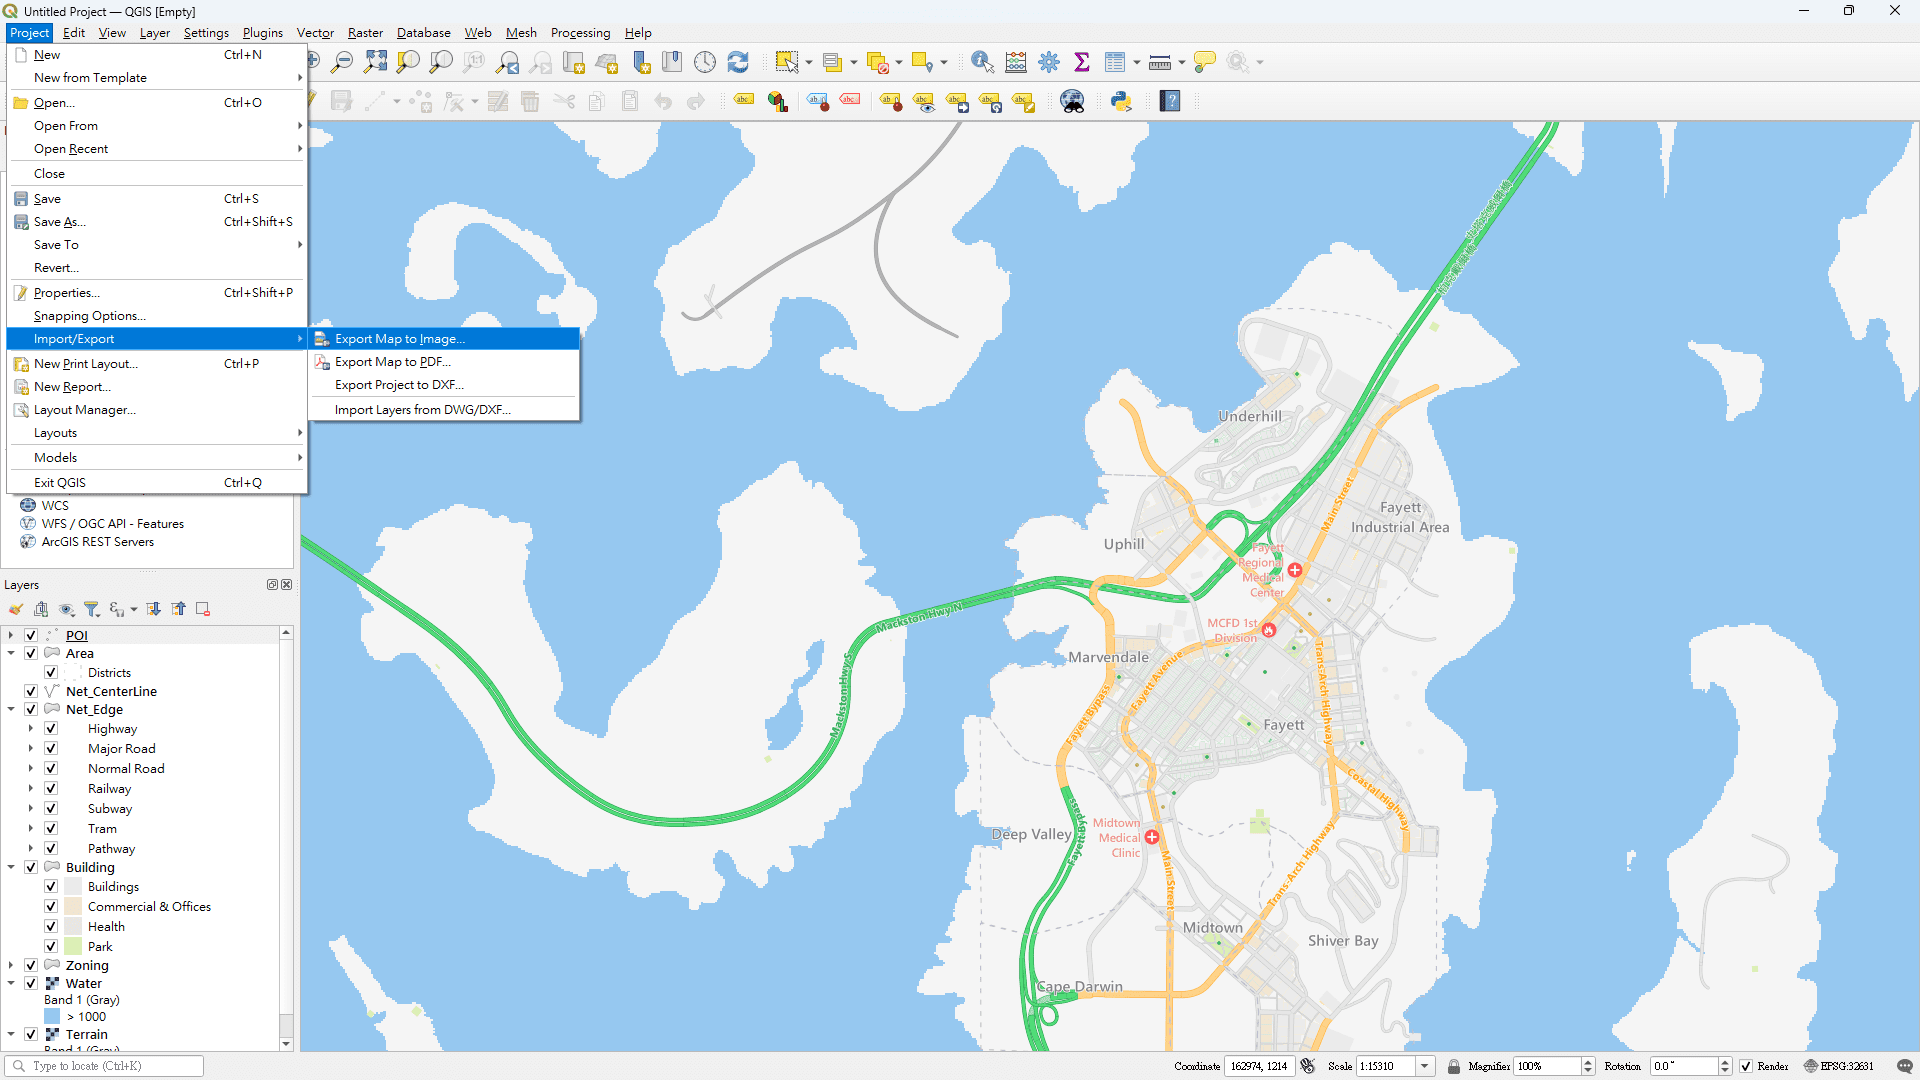 Untitled Project — QGIS [Empty]
Project Edit View Layer Settings Plugins Vector Raster Database Web Mesh Processing Help
New Ctrl+N
New from Template
Open... Ctrl+O
Open From
Open Recent
Close
Save Ctrl+S
Save As... Ctrl+Shift+S
Save To
Revert...
Properties... Ctrl+Shift+P
Snapping Options...
Import/Export
New Print Layout... Ctrl+P
New Report...
Layout Manager...
Layouts
Models
Exit QGIS Ctrl+Q
Export Map to Image...
Export Map to PDF...
Export Project to DXF...
Import Layers from DWG/DXF...
WCS
WFS / OGC API - Features
ArcGIS REST Servers
Layers
POI
Area
Districts
Net_CenterLine
Net_Edge
Highway
Major Road
Normal Road
Railway
Subway
Tram
Pathway
Building
Buildings
Commercial & Offices
Health
Park
Zoning
Water
Band 1 (Gray)
> 1000
Terrain
Band 1 (Gray)
Underhill
Main Street
Fayett
Industrial Area
Uphill
Fayett
Regional
Medical
Center
Mackston Hwy N
Mackston Hwy S
MCFD 1st
Division
Marvendale
Fayett Avenue
Fayett Bypass
Trans-Arch Highway
Fayett
Coastal Highway
Deep Valley
Fayett Bypass
Midtown
Medical
Clinic
Main Street
Trans-Arch Highway
Midtown
Shiver Bay
Cape Darwin
Type to locate (Ctrl+K)
Coordinate 162974, 1214 Scale 1:15310 Magnifier 100% Rotation 0.0 ° Render EPSG:32631